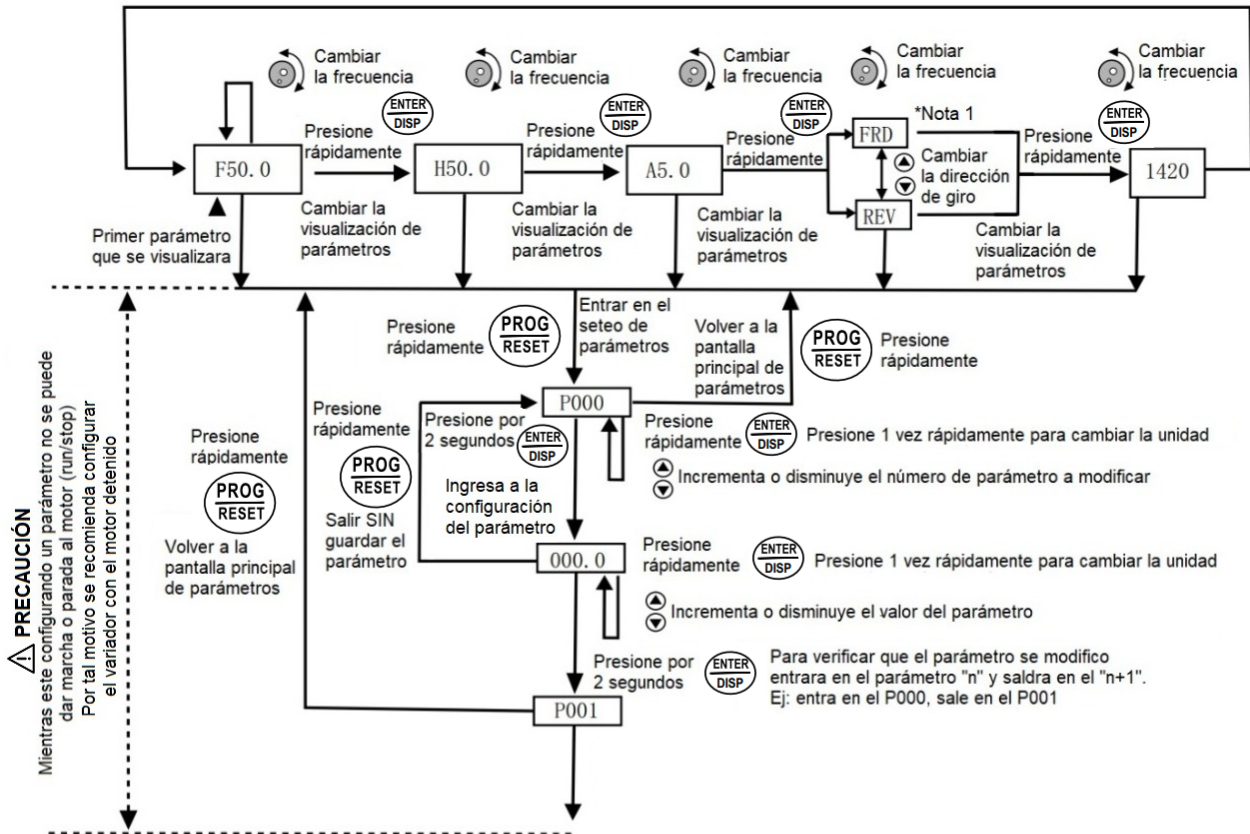 Cambiar
la frecuencia
Cambiar
la frecuencia
Cambiar
la frecuencia
Cambiar
la frecuencia
Cambiar
la frecuencia
ENTER
DISP
ENTER
DISP
ENTER
DISP
ENTER
DISP
*Nota 1
Presione
rápidamente
Presione
rápidamente
Presione
rápidamente
Presione
rápidamente
F50.0
H50.0
A5.0
FRD
Cambiar
la dirección
de giro
REV
1420
Primer parámetro
que se visualizara
Cambiar la
visualización de
parámetros
Cambiar la
visualización de
parámetros
Cambiar la
visualización de
parámetros
Cambiar la
visualización de
parámetros
Presione
rápidamente
PROG
RESET
Entrar en el
seteo de
parámetros
Volver a la
pantalla
principal de
parámetros
PROG
RESET
Presione
rápidamente
P000
Presione
rápidamente
PROG
RESET
Salir SIN
guardar el
parámetro
Presione por
2 segundos
ENTER
DISP
Ingresa a la
configuración
del parámetro
Presione
rápidamente
ENTER
DISP
Presione 1 vez rápidamente para cambiar la unidad
Incrementa o disminuye el número de parámetro a modificar
Presione
rápidamente
PROG
RESET
Volver a la
pantalla principal
de parámetros
000.0
Presione
rápidamente
ENTER
DISP
Presione 1 vez rápidamente para cambiar la unidad
Incrementa o disminuye el valor del parámetro
Presione por
2 segundos
ENTER
DISP
Para verificar que el parámetro se modifico
entrara en el parámetro "n" y saldra en el "n+1".
Ej: entra en el P000, sale en el P001
P001
PRECAUCIÓN
Mientras este configurando un parámetro no se puede
dar marcha o parada al motor (run/stop)
Por tal motivo se recomienda configurar
el variador con el motor detenido